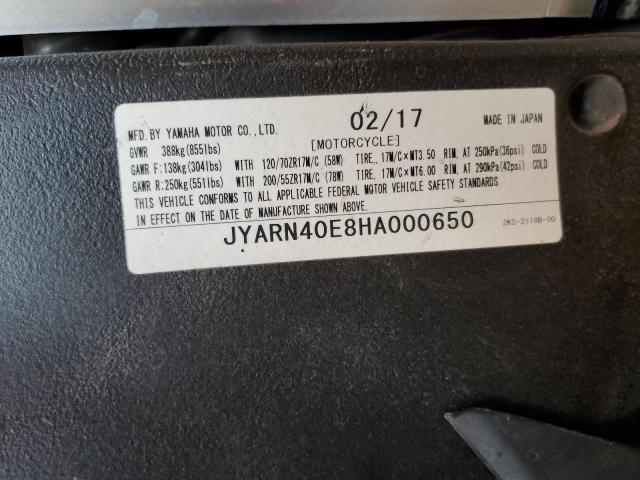 MFD. BY YAMAHA MOTOR CO., LTD. 02/17 MADE IN JAPAN
GVWR 388kg(855lbs) [MOTORCYCLE]
GAWR F:138kg(304lbs) WITH 120/70ZR17M/C (58W) TIRE., 17M/C×MT3.50 RIM, AT 250kPa(36psi) COLD
GAWR R:250kg(551lbs) WITH 200/55ZR17M/C (78W) TIRE., 17M/C×MT6.00 RIM, AT 290kPa(42psi) COLD
THIS VEHICLE CONFORMS TO ALL APPLICABLE FEDERAL MOTOR VEHICLE SAFETY STANDARDS
IN EFFECT ON THE DATE OF MANUFACTURE SHOWN ABOVE.
JYARN40E8HA000650 2KS-2118B-00